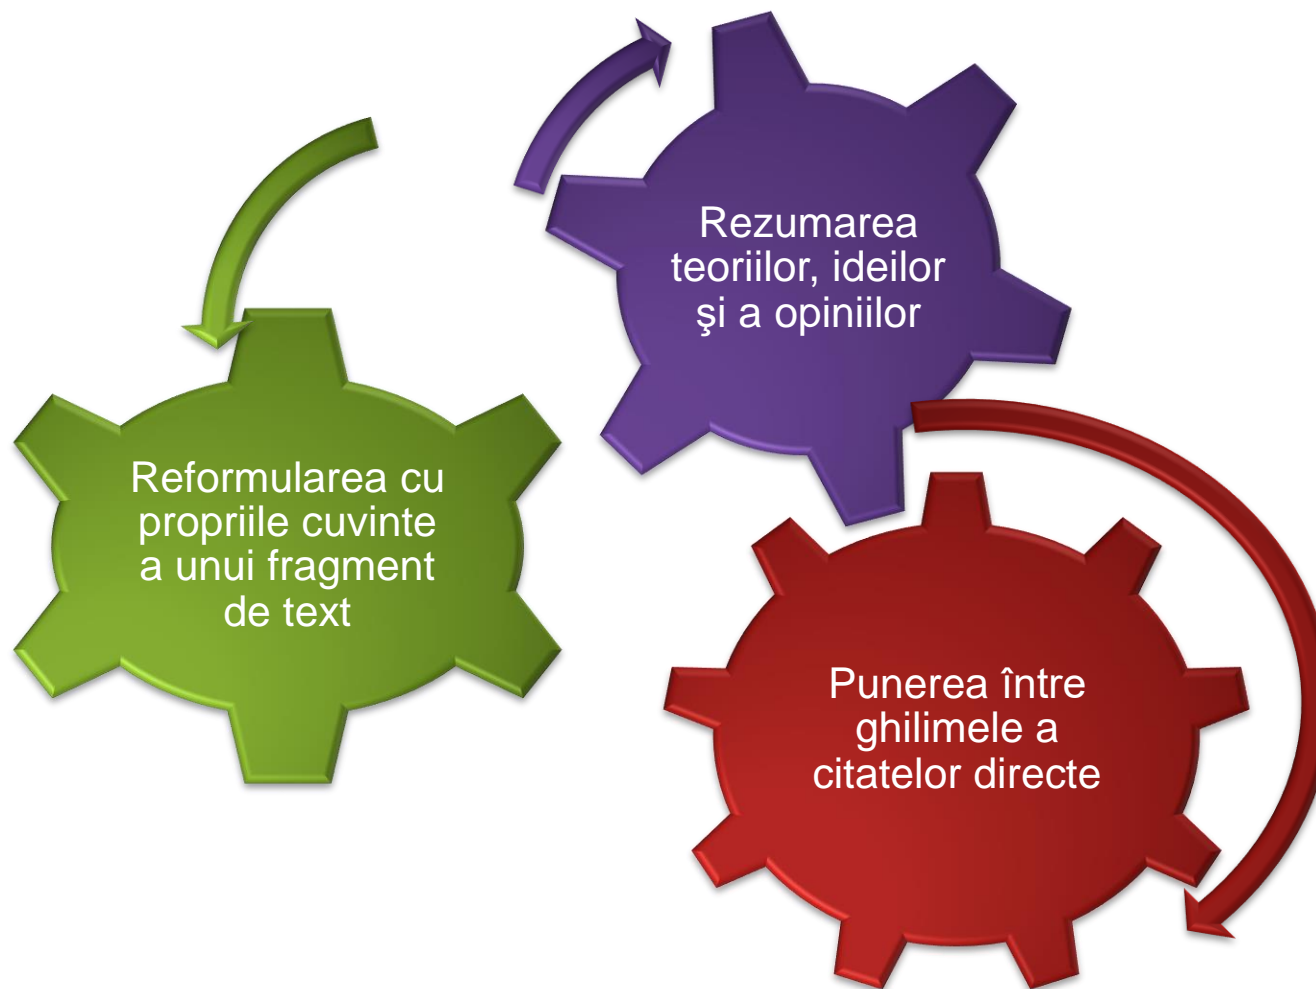 Rezumarea
teoriilor, ideilor
şi a opiniilor
Reformularea cu
propriile cuvinte
a unui fragment
de text
Punerea între
ghilimele a
citatelor directe